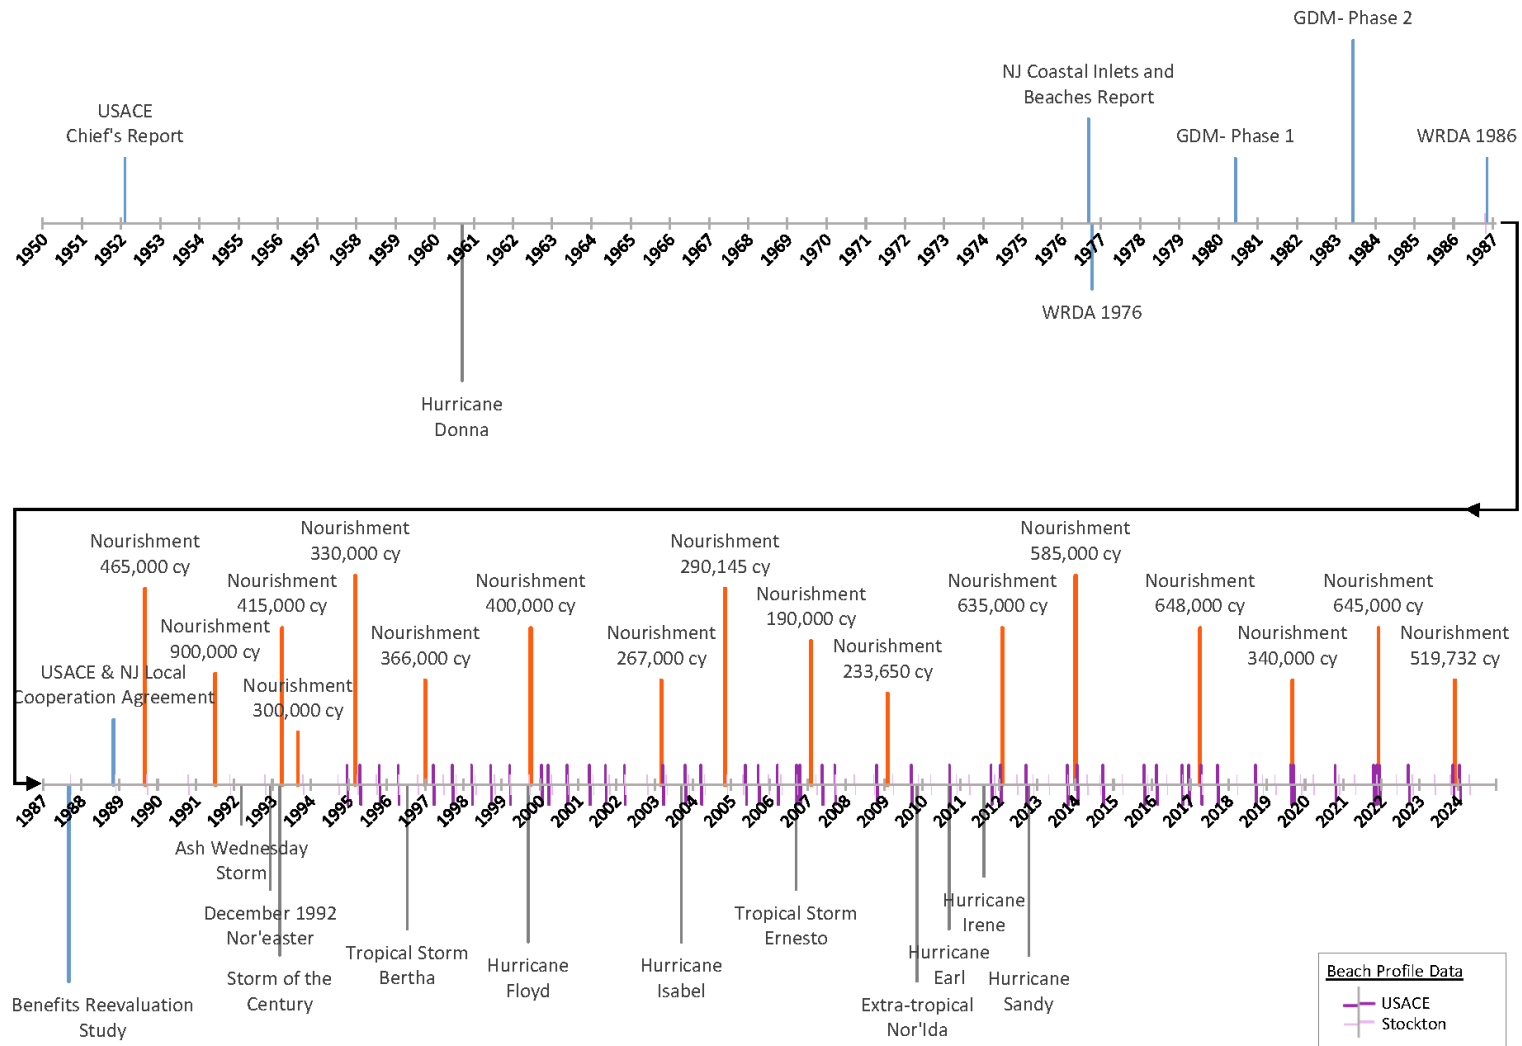 GDM- Phase 2
NJ Coastal Inlets and
Beaches Report
USACE
Chief's Report
GDM- Phase 1
WRDA 1986
1950 1951 1952 1953 1954 1955 1956 1957 1958 1959 1960 1961 1962 1963 1964 1965 1966 1967 1968 1969 1970 1971 1972 1973 1974 1975 1976 1977 1978 1979 1980 1981 1982 1983 1984 1985 1986 1987
WRDA 1976
Hurricane
Donna
Nourishment
465,000 cy
Nourishment
900,000 cy
USACE & NJ Local
Cooperation Agreement
Nourishment
415,000 cy
Nourishment
300,000 cy
Nourishment
330,000 cy
Nourishment
366,000 cy
Nourishment
400,000 cy
Nourishment
267,000 cy
Nourishment
290,145 cy
Nourishment
190,000 cy
Nourishment
233,650 cy
Nourishment
635,000 cy
Nourishment
585,000 cy
Nourishment
648,000 cy
Nourishment
340,000 cy
Nourishment
645,000 cy
Nourishment
519,732 cy
1987 1988 1989 1990 1991 1992 1993 1994 1995 1996 1997 1998 1999 2000 2001 2002 2003 2004 2005 2006 2007 2008 2009 2010 2011 2012 2013 2014 2015 2016 2017 2018 2019 2020 2021 2022 2023 2024
Ash Wednesday
Storm
December 1992
Nor'easter
Storm of the
Century
Benefits Reevaluation
Study
Tropical Storm
Bertha
Hurricane
Floyd
Hurricane
Isabel
Tropical Storm
Ernesto
Hurricane
Irene
Hurricane
Earl
Extra-tropical
Nor'Ida
Hurricane
Sandy
Beach Profile Data
USACE
Stockton